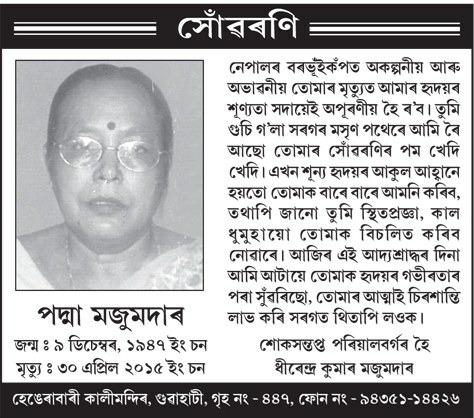 সোঁৱৰণি
নেপালৰ বৰভূঁইকঁপত অকল্পনীয় আৰু
অভাৱনীয় তোমাৰ মৃত্যুত আমাৰ হৃদয়ৰ
শূণ্যতা সদায়েই অপূৰণীয় হৈ ৰ'ব। তুমি
গুচি গ'লা সৰগৰ মসৃণ পথেৰে আমি ৰৈ
আছো তোমাৰ সোঁৱৰণিৰ পম খেদি
খেদি। এখন শূন্য হৃদয়ৰ আকুল আহ্বানে
হয়তো তোমাক বাৰে বাৰে আমনি কৰিব,
তথাপি জানো তুমি স্থিতপ্ৰজ্ঞা, কাল
ধুমুহায়ো তোমাক বিচলিত কৰিব
নোৱাৰে। আজিৰ এই আদ্যশ্ৰাদ্ধৰ দিনা
আমি আটায়ে তোমাক হৃদয়ৰ গভীৰতাৰ
পৰা সুঁৱৰিছো, তোমাৰ আত্মাই চিৰশান্তি
লাভ কৰি সৰগত থিতাপি লওক।
শোকসন্তপ্ত পৰিয়ালবৰ্গৰ হৈ
ধীৰেন্দ্ৰ কুমাৰ মজুমদাৰ
পদ্মা মজুমদাৰ
জন্ম ঃ ৯ ডিচেম্বৰ, ১৯৪৭ ইং চন
মৃত্যু ঃ ৩০ এপ্ৰিল ২০১৫ ইং চন
হেঙেৰাবাৰী কালীমন্দিৰ, গুৱাহাটী, গৃহ নং - ৪৪৭, ফোন নং - ৯৪৩৫১-১৪৪২৬